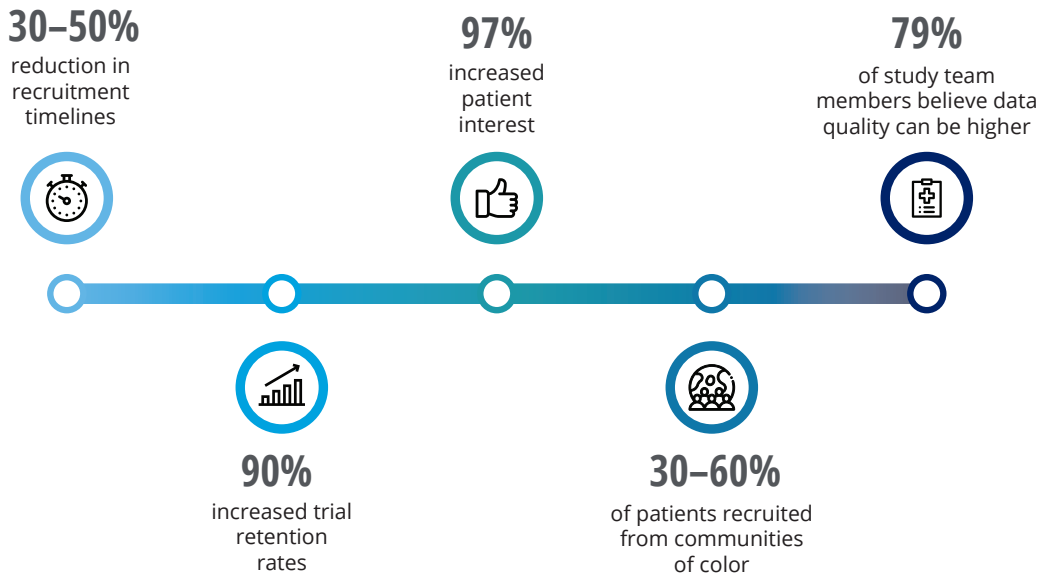 30–50%
reduction in
recruitment
timelines
90%
increased trial
retention
rates
97%
increased
patient
interest
30–60%
of patients recruited
from communities
of color
79%
of study team
members believe data
quality can be higher